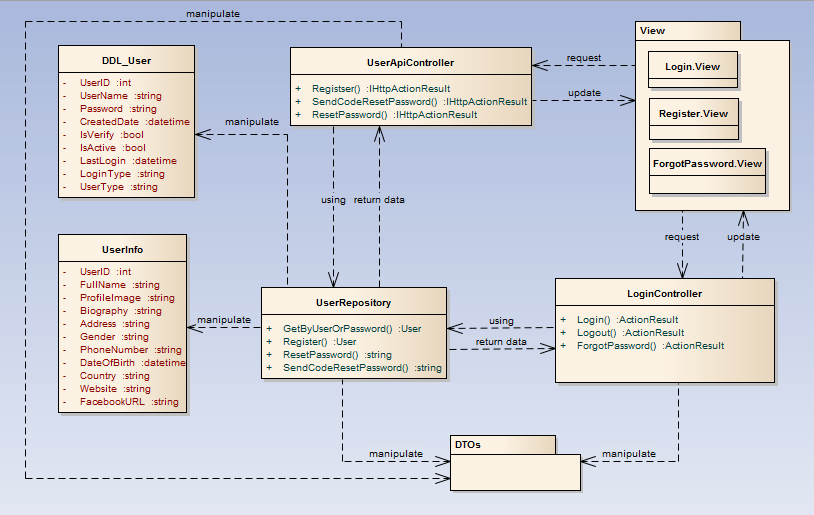 manipulate
DDL_User
- UserID :int
- UserName :string
- Password :string
- CreatedDate :datetime
- IsVerify :bool
- IsActive :bool
- LastLogin :datetime
- LoginType :string
- UserType :string
UserApiController
+ Registser() :IHttpActionResult
+ SendCodeResetPassword() :IHttpActionResult
+ ResetPassword() :IHttpActionResult
request
update
View
Login.View
Register.View
ForgotPassword.View
manipulate
using
return data
request
update
UserInfo
- UserID :int
- FullName :string
- ProfileImage :string
- Biography :string
- Address :string
- Gender :string
- PhoneNumber :string
- DateOfBirth :datetime
- Country :string
- Website :string
- FacebookURL :string
manipulate
UserRepository
+ GetByUserOrPassword() :User
+ Register() :User
+ ResetPassword() :string
+ SendCodeResetPassword() :string
using
return data
LoginController
+ Login() :ActionResult
+ Logout() :ActionResult
+ ForgotPassword() :ActionResult
manipulate
DTOs
manipulate